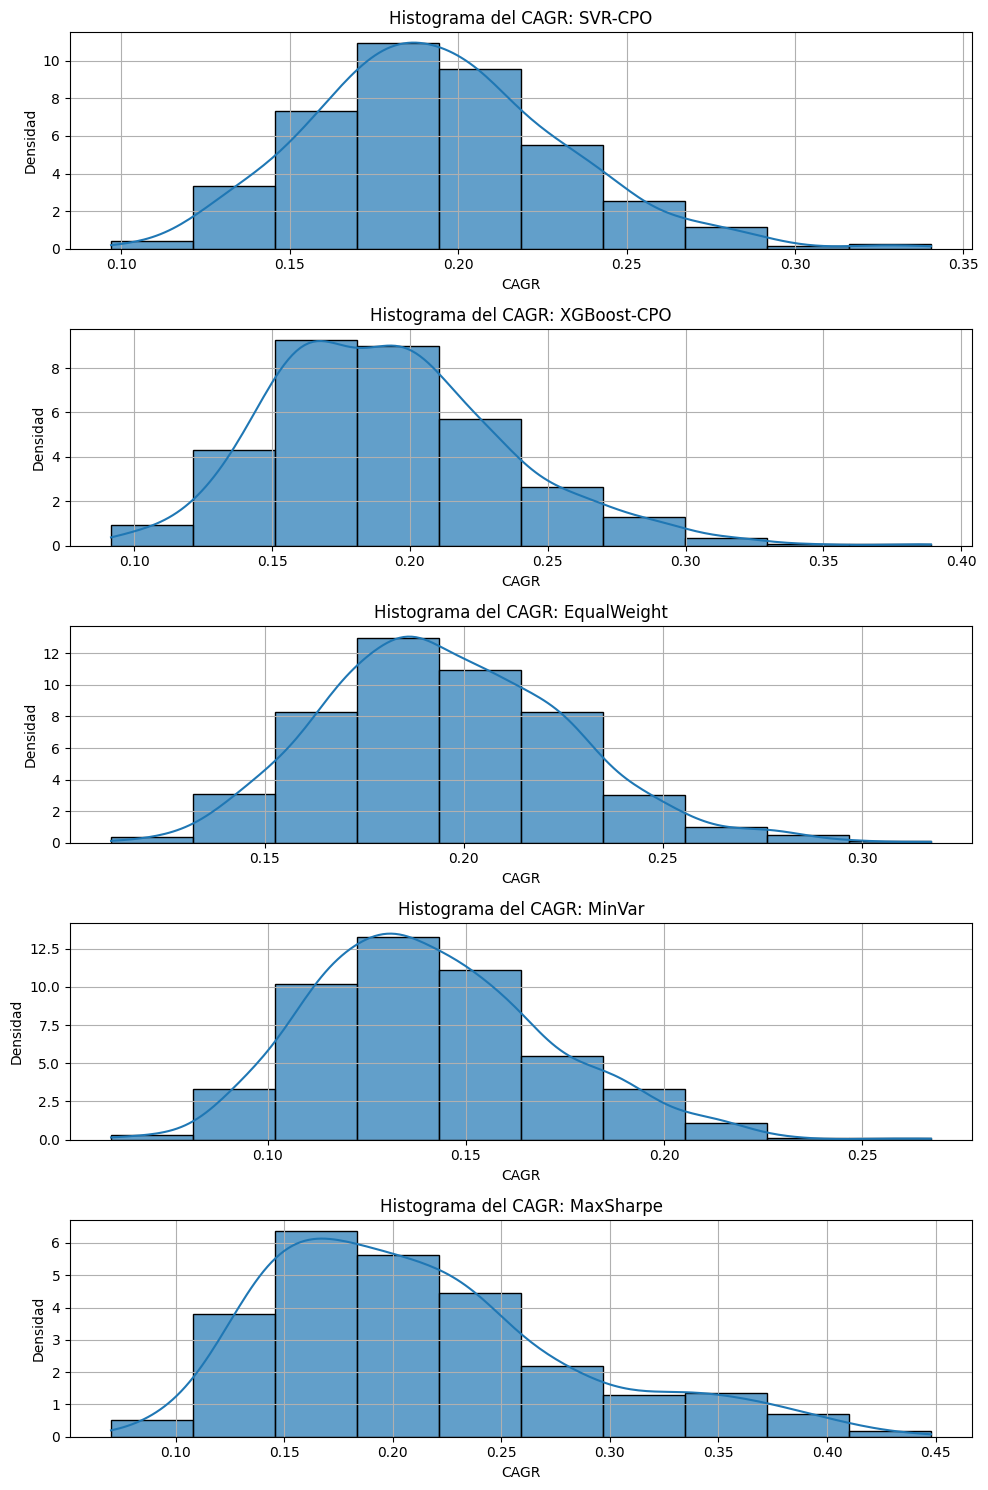 Histograma del CAGR: SVR-CPO
Densidad
10
8
6
4
2
0
0.10 0.15 0.20 0.25 0.30 0.35
CAGR
Histograma del CAGR: XGBoost-CPO
Densidad
8
6
4
2
0
0.10 0.15 0.20 0.25 0.30 0.35 0.40
CAGR
Histograma del CAGR: EqualWeight
Densidad
12
10
8
6
4
2
0
0.15 0.20 0.25 0.30
CAGR
Histograma del CAGR: MinVar
Densidad
12.5
10.0
7.5
5.0
2.5
0.0
0.10 0.15 0.20 0.25
CAGR
Histograma del CAGR: MaxSharpe
Densidad
6
5
4
3
2
1
0
0.10 0.15 0.20 0.25 0.30 0.35 0.40 0.45
CAGR